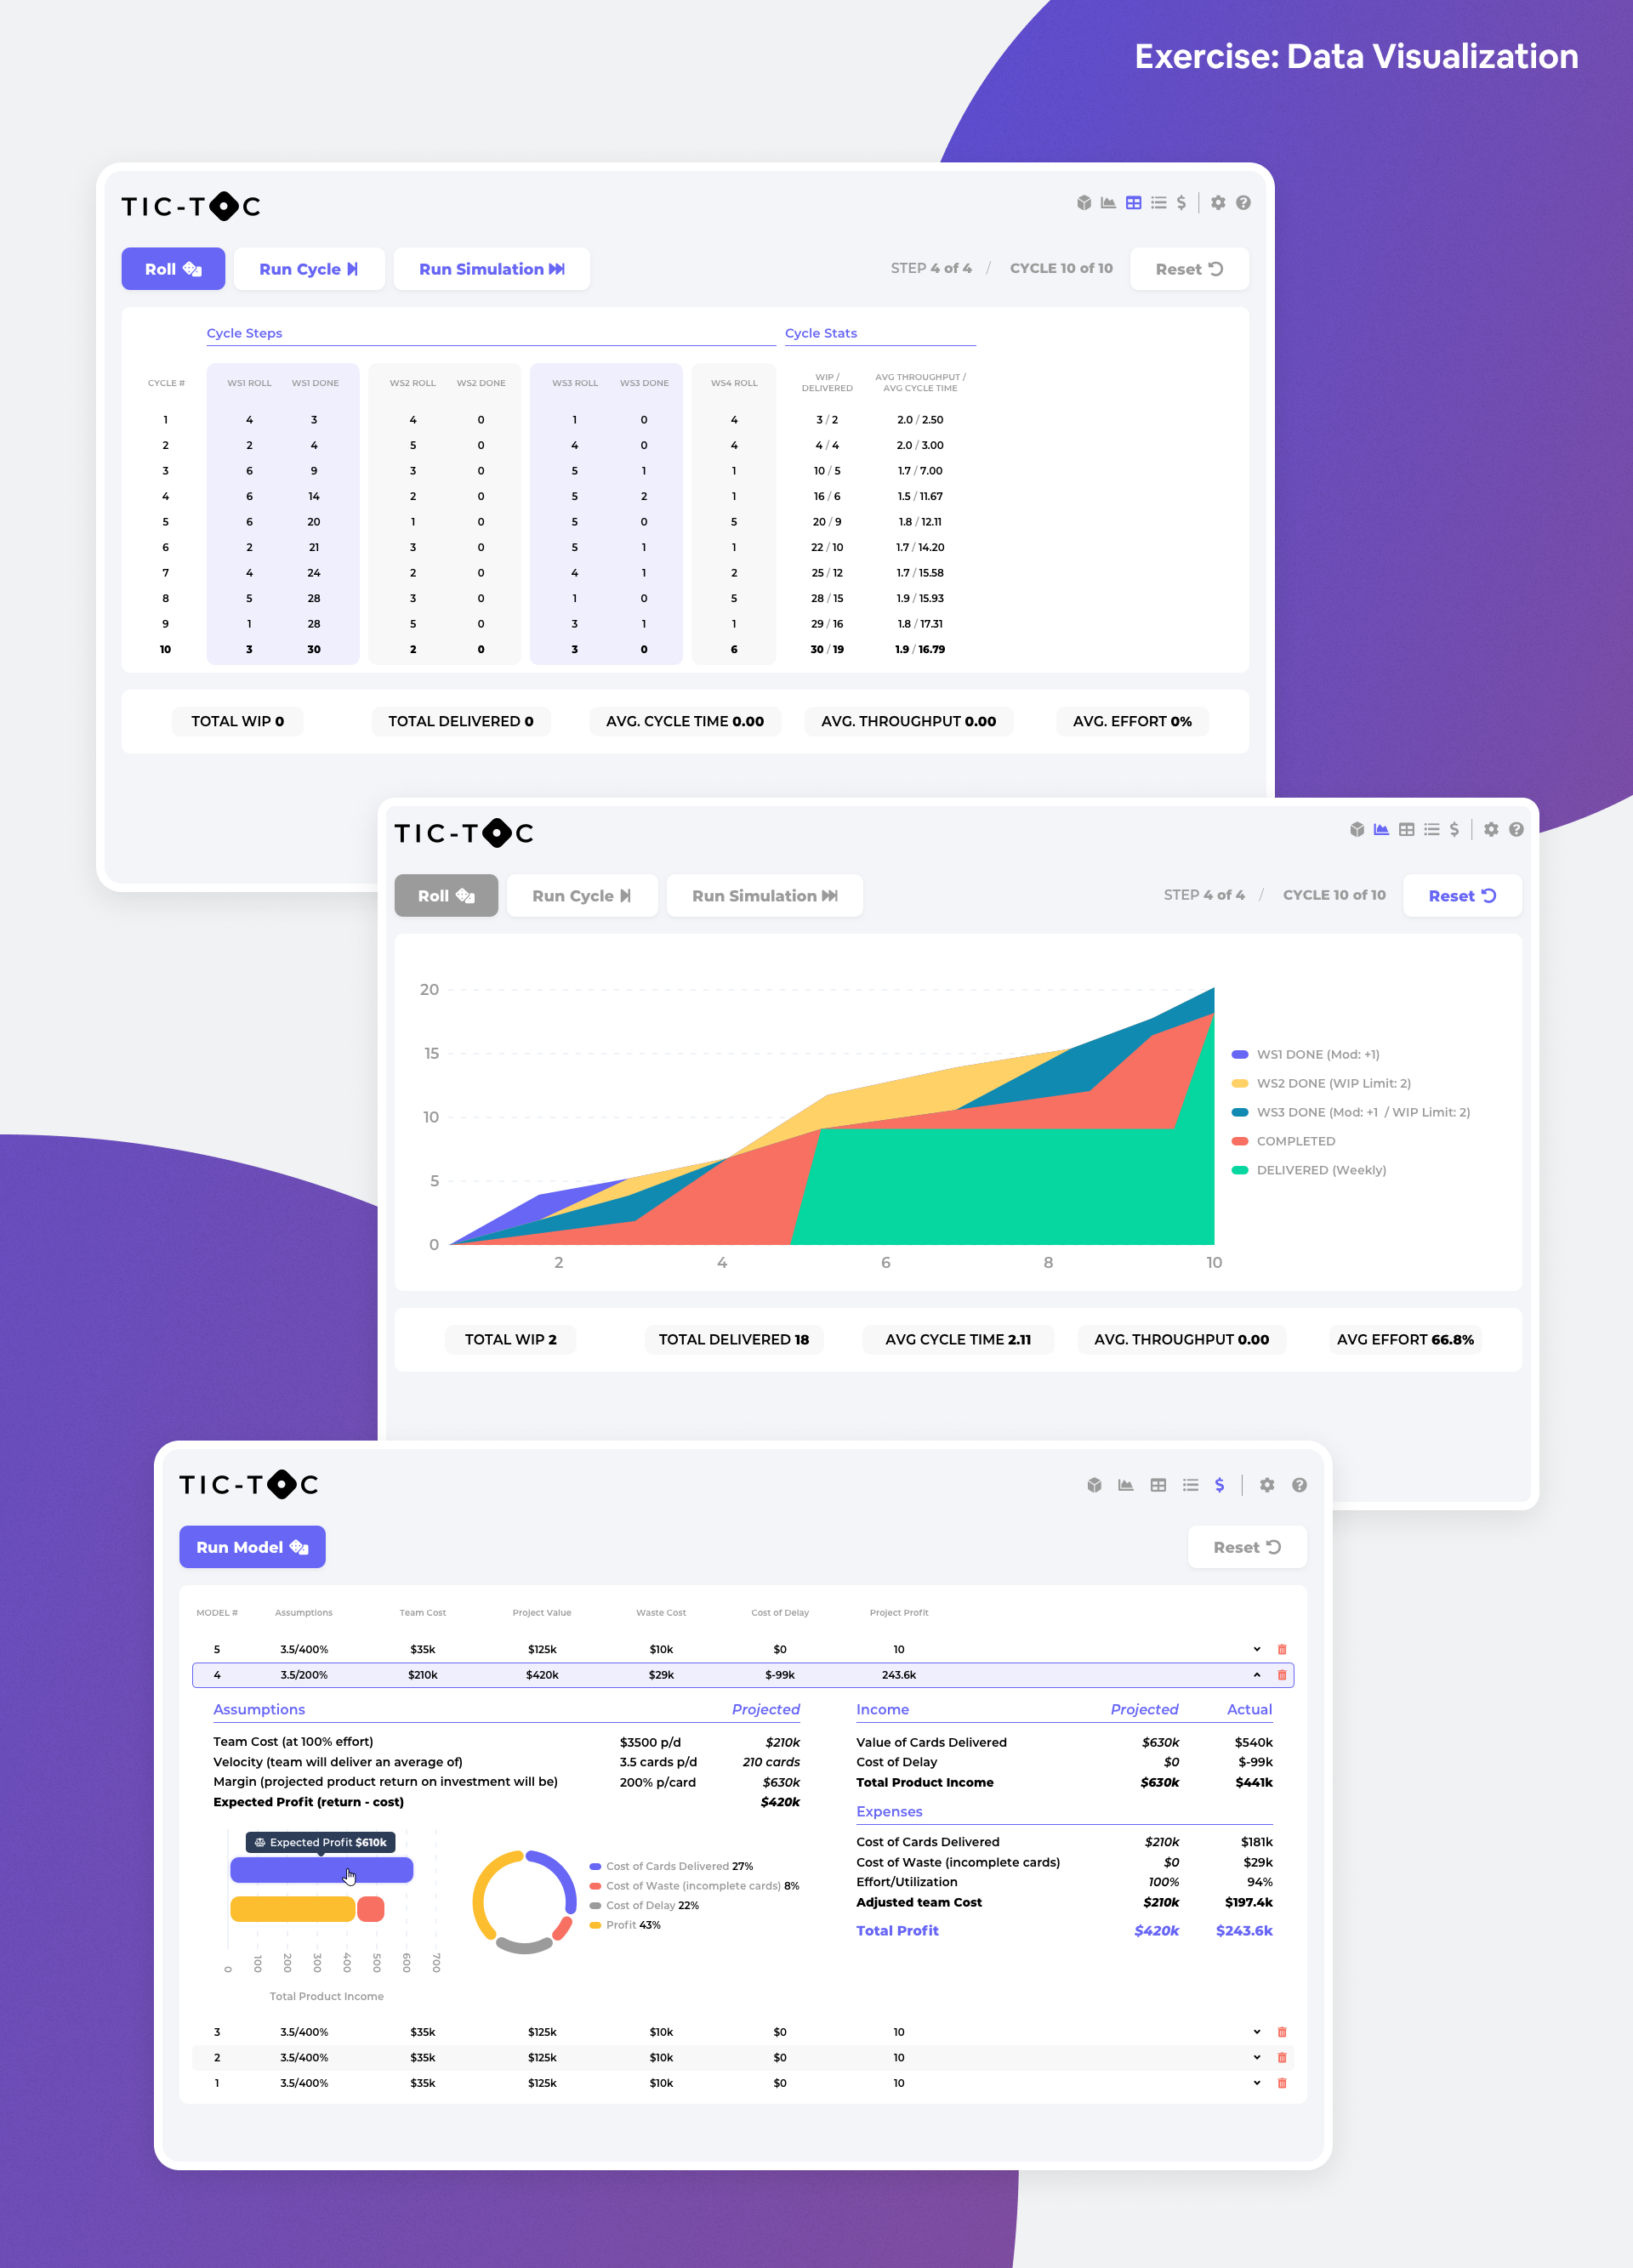 Exercise: Data Visualization
TIC-TOC
Roll Run Cycle Run Simulation STEP 4 of 4 / CYCLE 10 of 10 Reset
Cycle Steps Cycle Stats
CYCLE # WS1 ROLL WS1 DONE WS2 ROLL WS2 DONE WS3 ROLL WS3 DONE WS4 ROLL WIP / DELIVERED AVG THROUGHPUT / AVG CYCLE TIME
1 4 3 4 0 1 0 4 3 / 2 2.0 / 2.50
2 2 4 5 0 4 0 4 4 / 4 2.0 / 3.00
3 6 9 3 0 5 1 1 10 / 5 1.7 / 7.00
4 6 14 2 0 5 2 1 16 / 6 1.5 / 11.67
5 6 20 1 0 5 0 5 20 / 9 1.8 / 12.11
6 2 21 3 0 5 1 1 22 / 10 1.7 / 14.20
7 4 24 2 0 4 1 2 25 / 12 1.7 / 15.58
8 5 28 3 0 1 0 5 28 / 15 1.9 / 15.93
9 1 28 5 0 3 1 1 29 / 16 1.8 / 17.31
10 3 30 2 0 3 0 6 30 / 19 1.9 / 16.79
TOTAL WIP 0 TOTAL DELIVERED 0 AVG. CYCLE TIME 0.00 AVG. THROUGHPUT 0.00 AVG. EFFORT 0%
TIC-TOC
Roll Run Cycle Run Simulation STEP 4 of 4 / CYCLE 10 of 10 Reset
20
15
10
5
0
2 4 6 8 10
WS1 DONE (Mod: +1)
WS2 DONE (WIP Limit: 2)
WS3 DONE (Mod: +1 / WIP Limit: 2)
COMPLETED
DELIVERED (Weekly)
TOTAL WIP 2 TOTAL DELIVERED 18 AVG CYCLE TIME 2.11 AVG. THROUGHPUT 0.00 AVG EFFORT 66.8%
TIC-TOC
Run Model Reset
MODEL # Assumptions Team Cost Project Value Waste Cost Cost of Delay Project Profit
5 3.5/400% $35k $125k $10k $0 10
4 3.5/200% $210k $420k $29k $-99k 243.6k
Assumptions Projected
Team Cost (at 100% effort) $3500 p/d $210k
Velocity (team will deliver an average of) 3.5 cards p/d 210 cards
Margin (projected product return on investment will be) 200% p/card $630k
Expected Profit (return - cost) $420k
Expected Profit $610k
0 100 200 300 400 500 600 700
Total Product Income
Cost of Cards Delivered 27%
Cost of Waste (incomplete cards) 8%
Cost of Delay 22%
Profit 43%
Income Projected Actual
Value of Cards Delivered $630k $540k
Cost of Delay $0 $-99k
Total Product Income $630k $441k
Expenses
Cost of Cards Delivered $210k $181k
Cost of Waste (incomplete cards) $0 $29k
Effort/Utilization 100% 94%
Adjusted team Cost $210k $197.4k
Total Profit $420k $243.6k
3 3.5/400% $35k $125k $10k $0 10
2 3.5/400% $35k $125k $10k $0 10
1 3.5/400% $35k $125k $10k $0 10